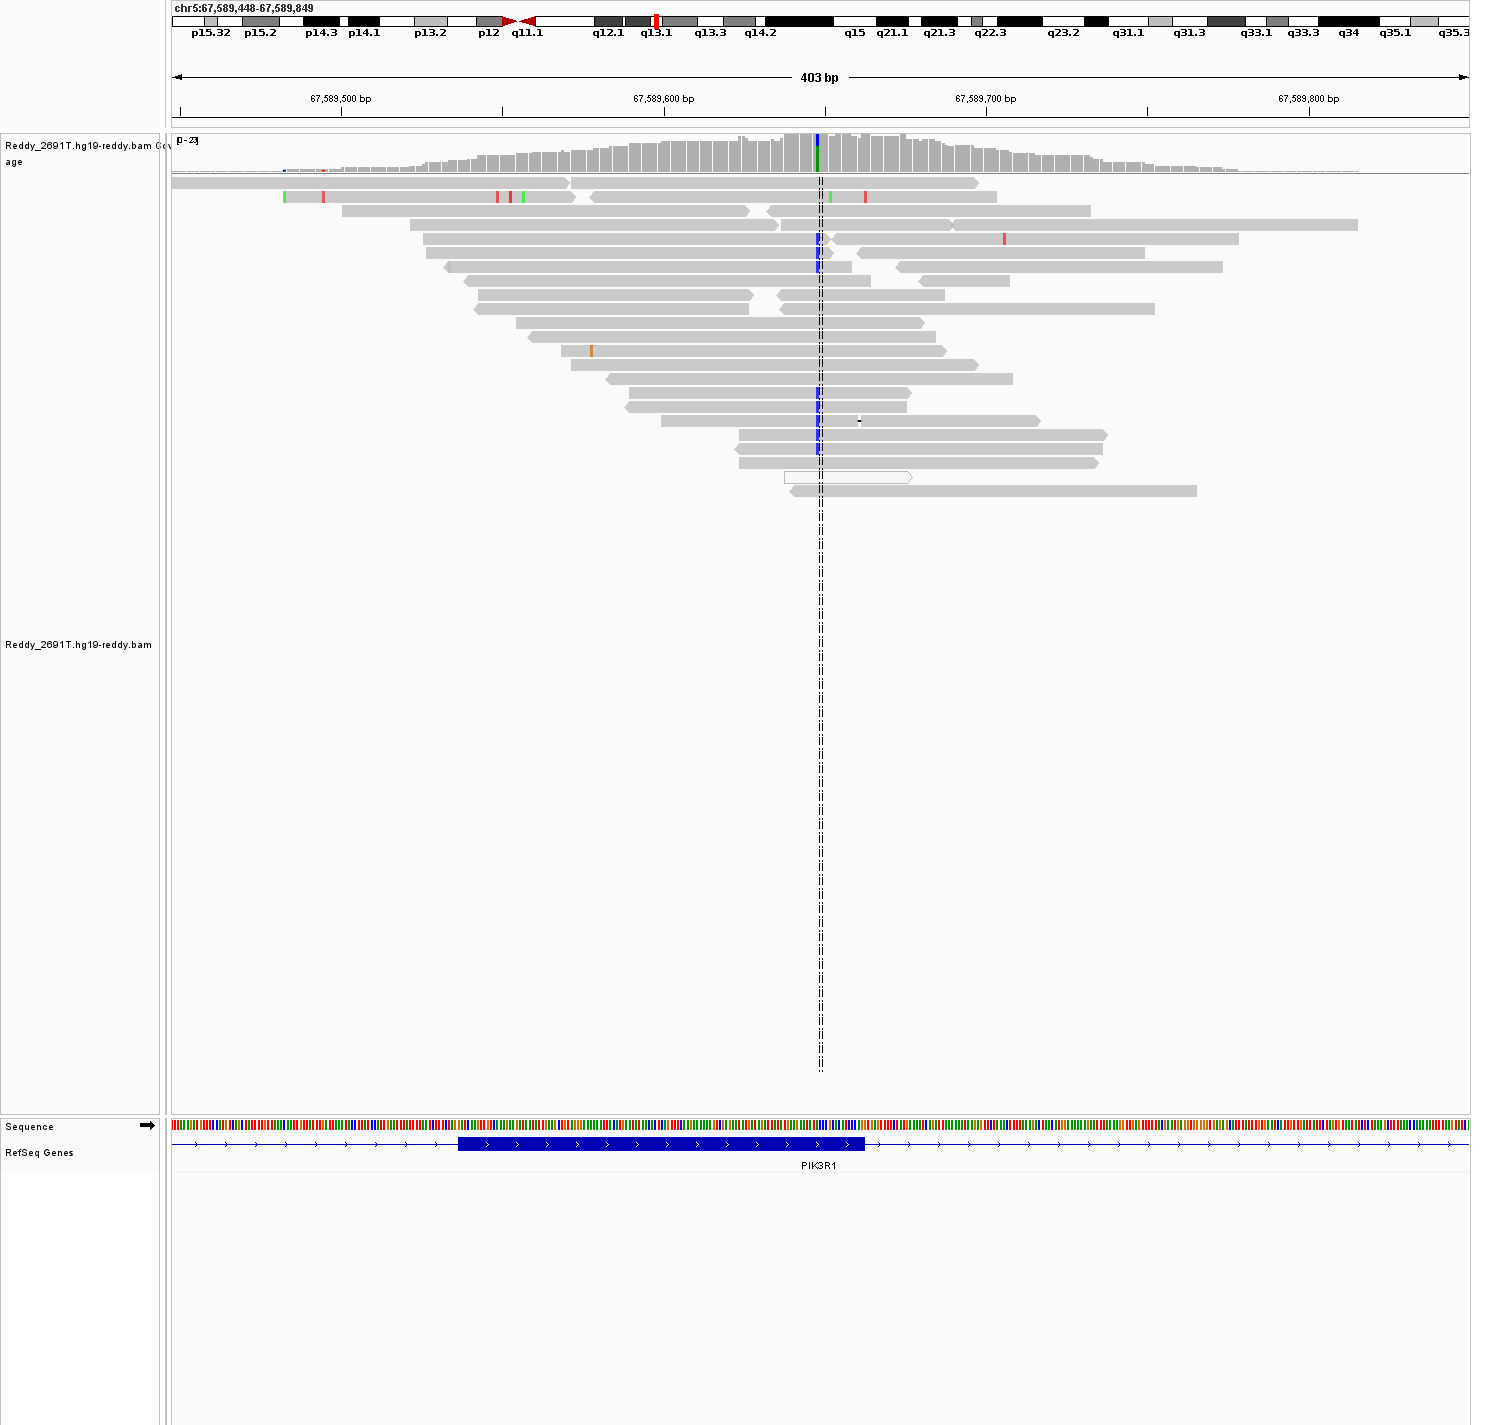 chr5:67,589,448-67,589,849
p15.32 p15.2 p14.3 p14.1 p13.2 p12 q11.1 q12.1 q13.1 q13.3 q14.2 q15 q21.1 q21.3 q22.3 q23.2 q31.1 q31.3 q33.1 q33.3 q34 q35.1 q35.3
403 bp
67,589,500 bp 67,589,600 bp 67,589,700 bp 67,589,800 bp
[0-23]
Reddy_2691T.hg19-reddy.bam Cov
age
Reddy_2691T.hg19-reddy.bam
Sequence
RefSeq Genes
PIK3R1